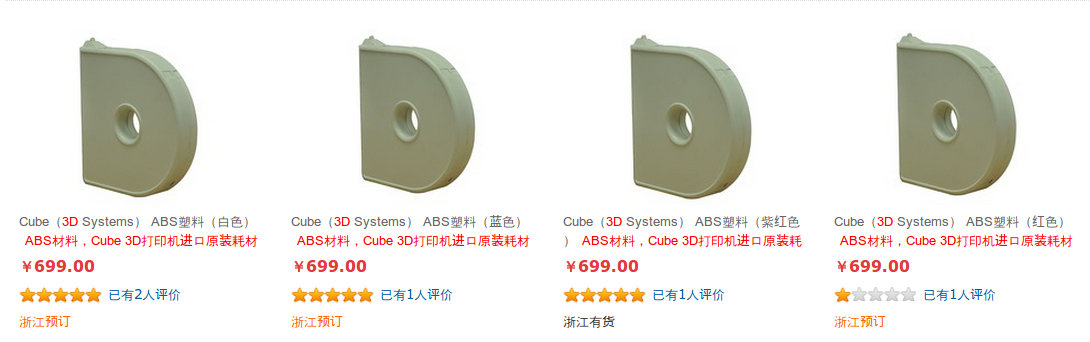 Cube（3D Systems） ABS塑料（白色）
ABS材料，Cube 3D打印机进口原装耗材
￥699.00
已有2人评价
浙江预订
Cube（3D Systems） ABS塑料（蓝色）
ABS材料，Cube 3D打印机进口原装耗材
￥699.00
已有1人评价
浙江预订
Cube（3D Systems） ABS塑料（紫红色
） ABS材料，Cube 3D打印机进口原装耗
￥699.00
已有1人评价
浙江有货
Cube（3D Systems） ABS塑料（红色）
ABS材料，Cube 3D打印机进口原装耗材
￥699.00
已有1人评价
浙江预订